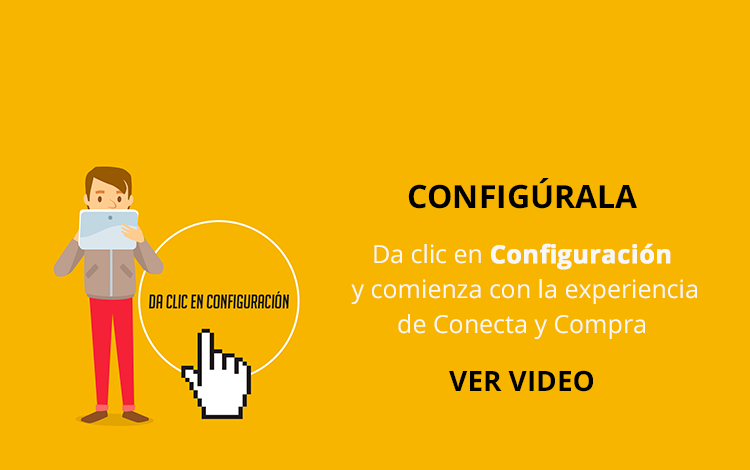 CONFIGÚRALA
Da clic en Configuración
y comienza con la experiencia
de Conecta y Compra
VER VIDEO
DA CLIC EN CONFIGURACIÓN